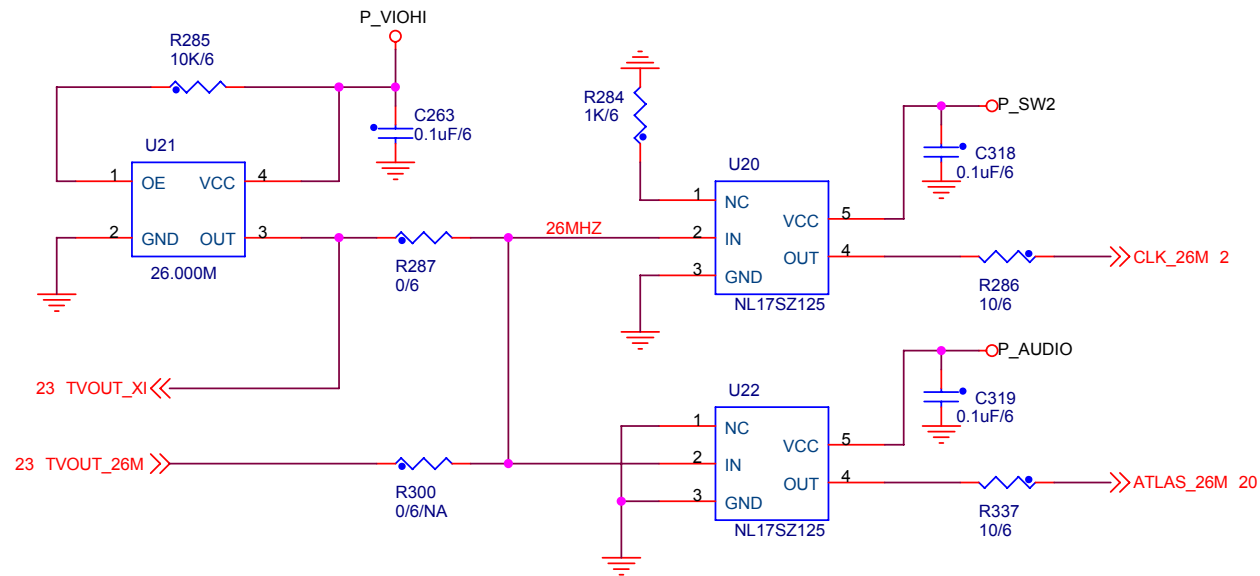 P_VIOHI
R285
10K/6
C263
0.1uF/6
U21
1 OE VCC 4
2 GND OUT 3
26.000M
R287
0/6
26MHZ
23 TVOUT_XI
23 TVOUT_26M
R300
0/6/NA
R284
1K/6
U20
1 NC
VCC 5
2 IN
OUT 4
3 GND
NL17SZ125
P_SW2
C318
0.1uF/6
R286
10/6
CLK_26M 2
U22
1 NC
VCC 5
2 IN
OUT 4
3 GND
NL17SZ125
P_AUDIO
C319
0.1uF/6
R337
10/6
ATLAS_26M 20